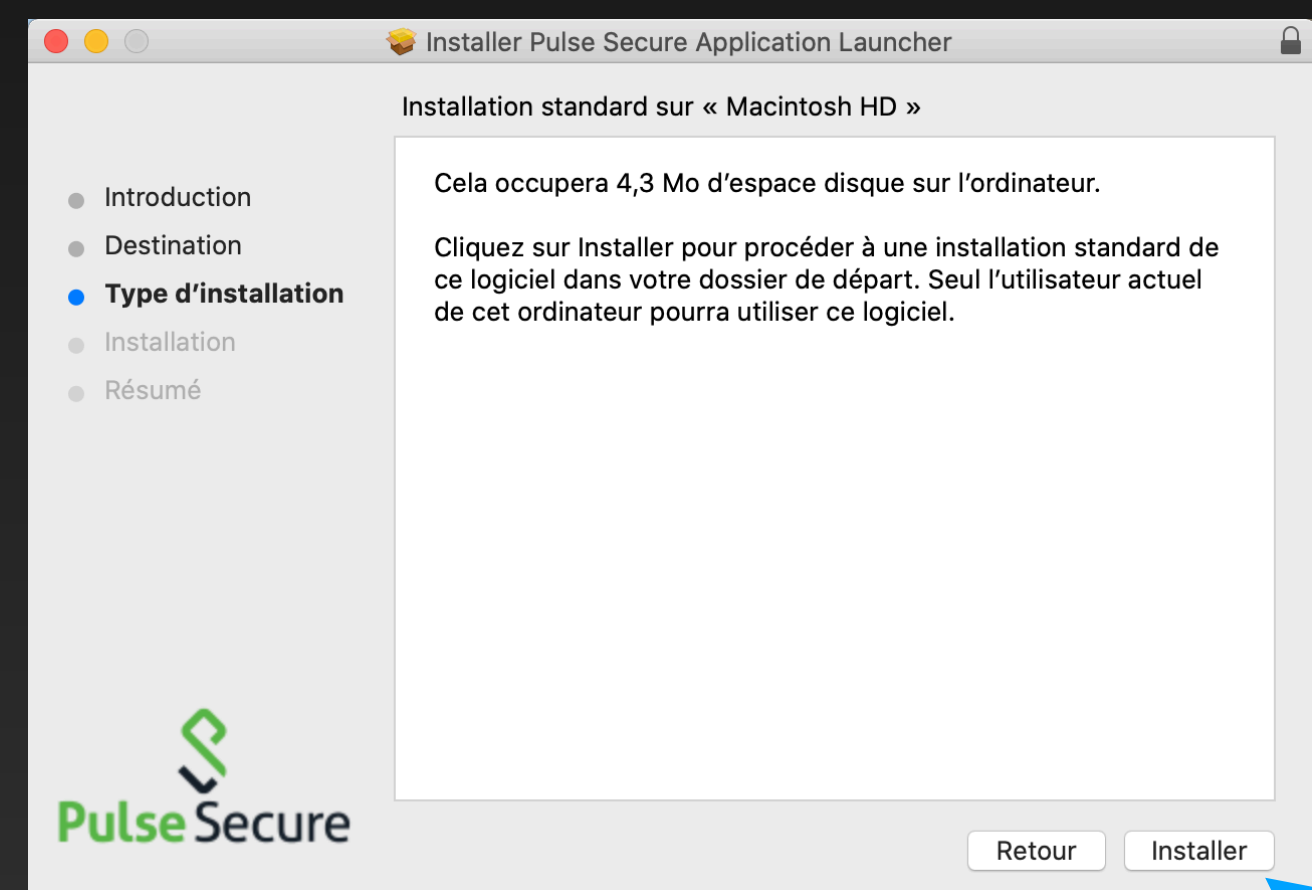 Installer Pulse Secure Application Launcher
Installation standard sur « Macintosh HD »
Introduction
Destination
Type d’installation
Installation
Résumé
Cela occupera 4,3 Mo d’espace disque sur l’ordinateur.
Cliquez sur Installer pour procéder à une installation standard de
ce logiciel dans votre dossier de départ. Seul l’utilisateur actuel
de cet ordinateur pourra utiliser ce logiciel.
Pulse Secure
Retour
Installer